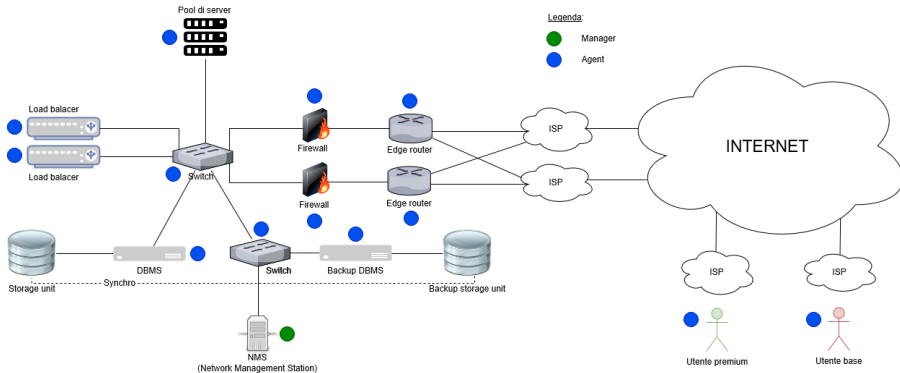 Pool di server
Legenda:
Manager
Agent
Load balacer
Load balacer
Switch
Firewall
Edge router
ISP
INTERNET
Firewall
Edge router
ISP
Switch
DBMS
Backup DBMS
Storage unit
Synchro
Backup storage unit
NMS
(Network Management Station)
ISP
ISP
Utente premium
Utente base